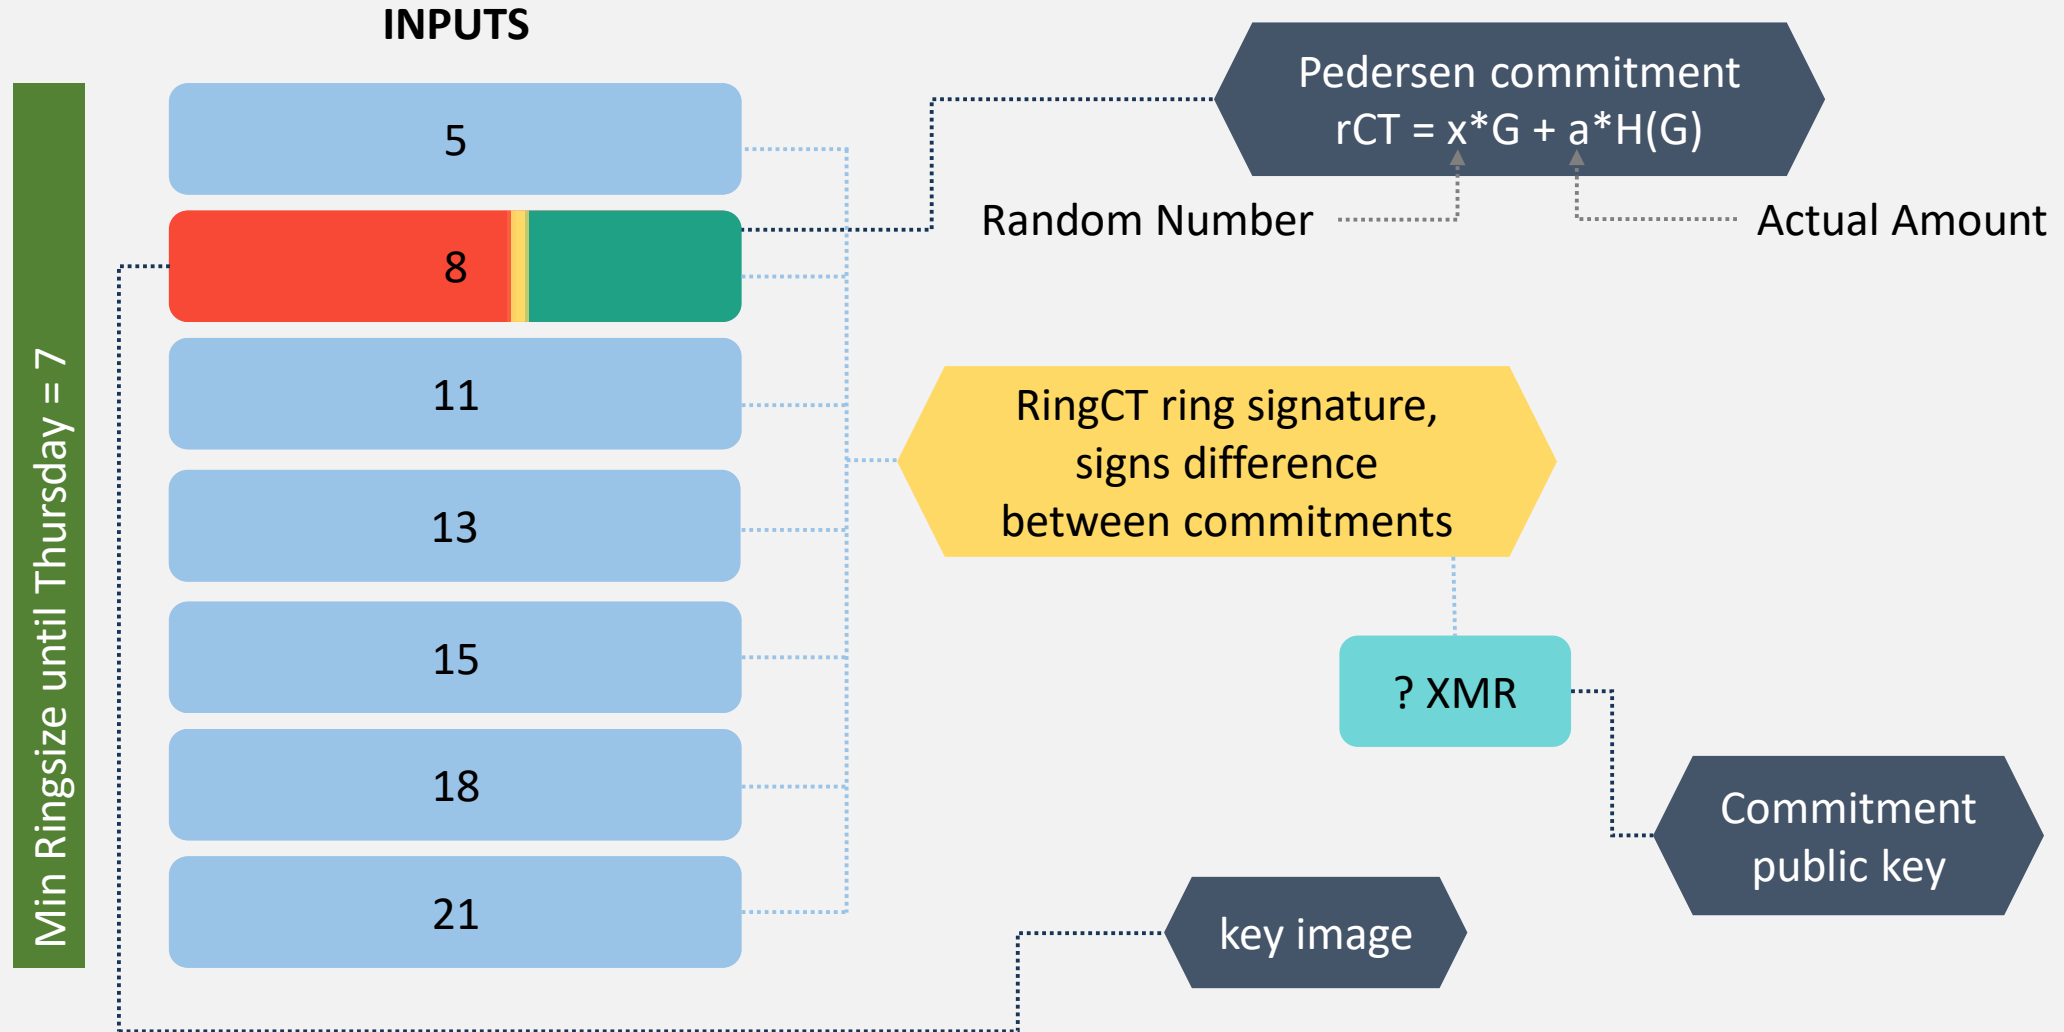 INPUTS
Min Ringsize until Thursday = 7
5
8
11
13
15
18
21
Pedersen commitment
rCT = x*G + a*H(G)
Random Number
Actual Amount
RingCT ring signature,
signs difference
between commitments
? XMR
Commitment
public key
key image